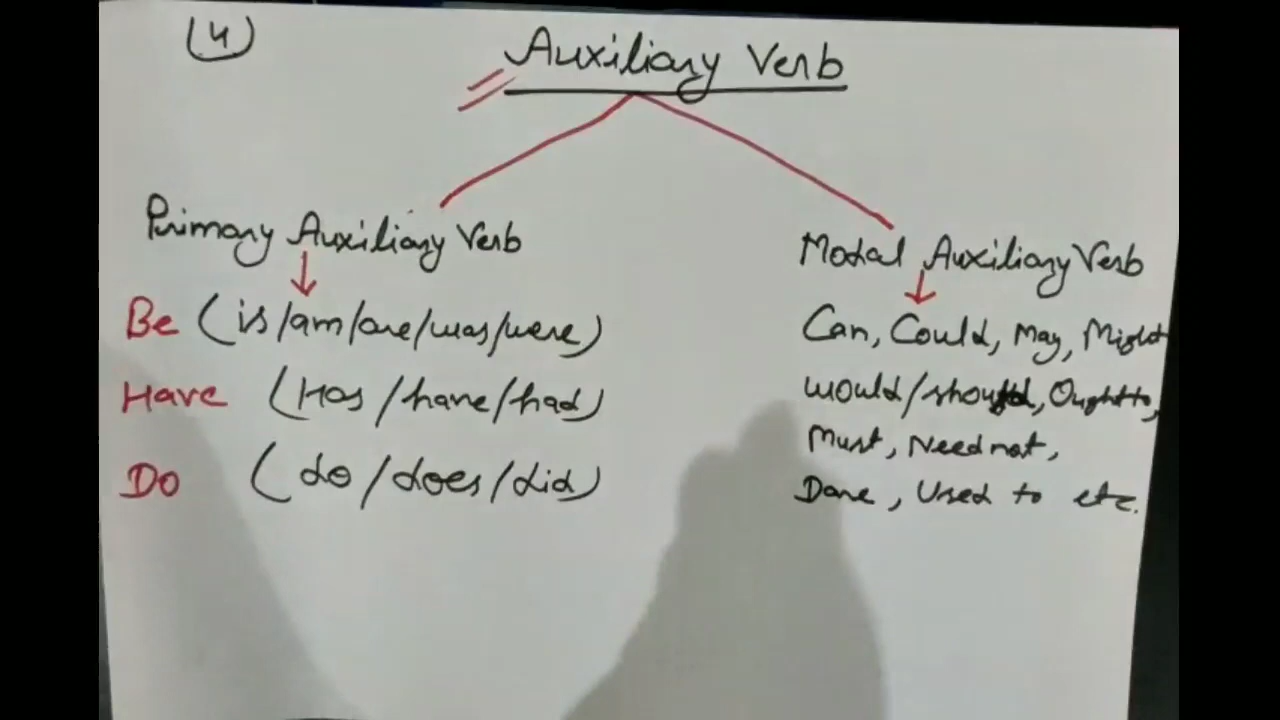 (4)
Auxiliary Verb
Primary Auxiliary Verb
Be (is/am/are/was/were)
Have (Has/have/had)
Do (do/does/did)
Modal Auxiliary Verb
Can, Could, May, Might
would/should, Ought to,
Must, Need not,
Dare, Used to etc.